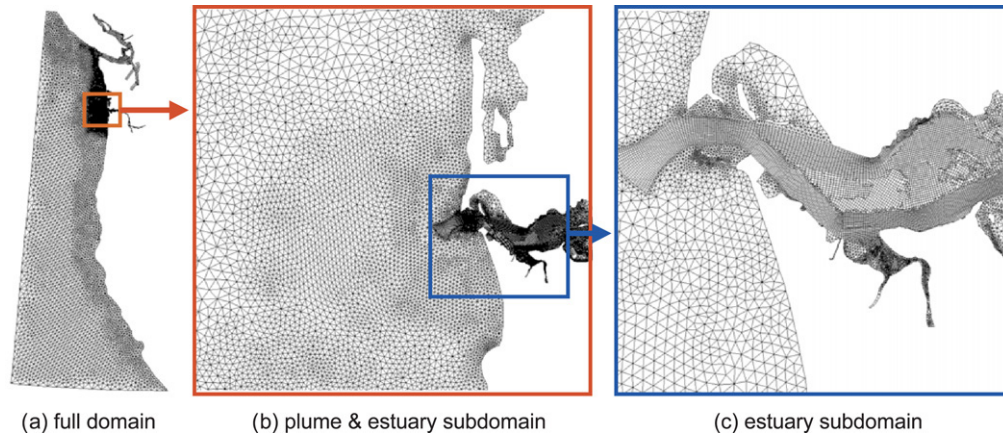 (a) full domain
(b) plume & estuary subdomain
(c) estuary subdomain